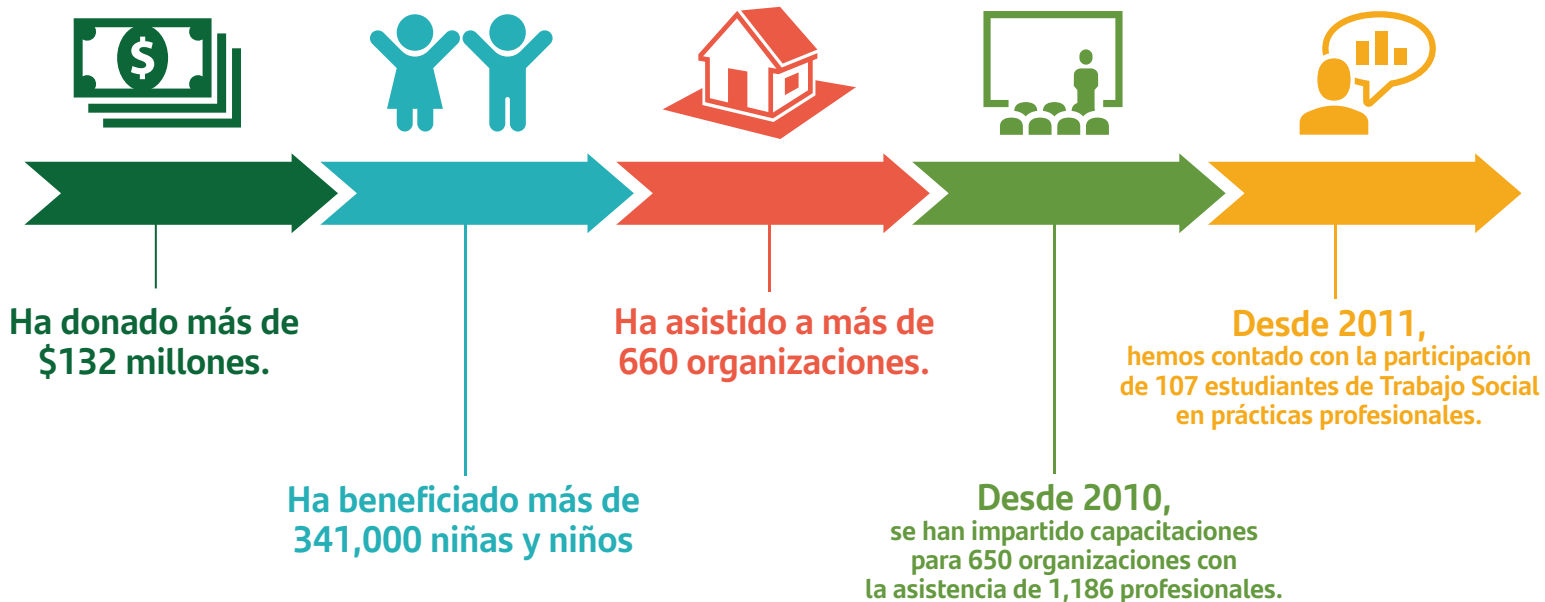 $
Ha donado más de
$132 millones.
Ha beneficiado más de
341,000 niñas y niños
Ha asistido a más de
660 organizaciones.
Desde 2010,
se han impartido capacitaciones
para 650 organizaciones con
la asistencia de 1,186 profesionales.
Desde 2011,
hemos contado con la participación
de 107 estudiantes de Trabajo Social
en prácticas profesionales.